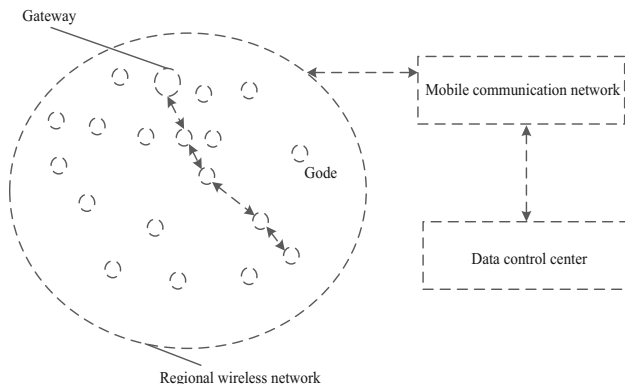 Gateway
Mobile communication network
Gode
Data control center
Regional wireless network